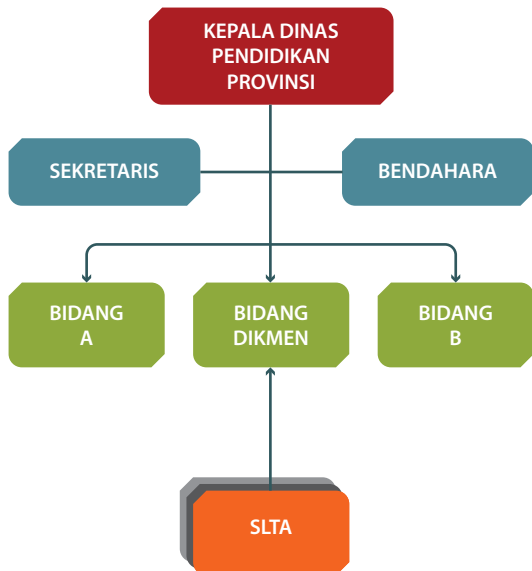 KEPALA DINAS
PENDIDIKAN
PROVINSI
SEKRETARIS
BENDAHARA
BIDANG
A
BIDANG
DIKMEN
BIDANG
B
SLTA